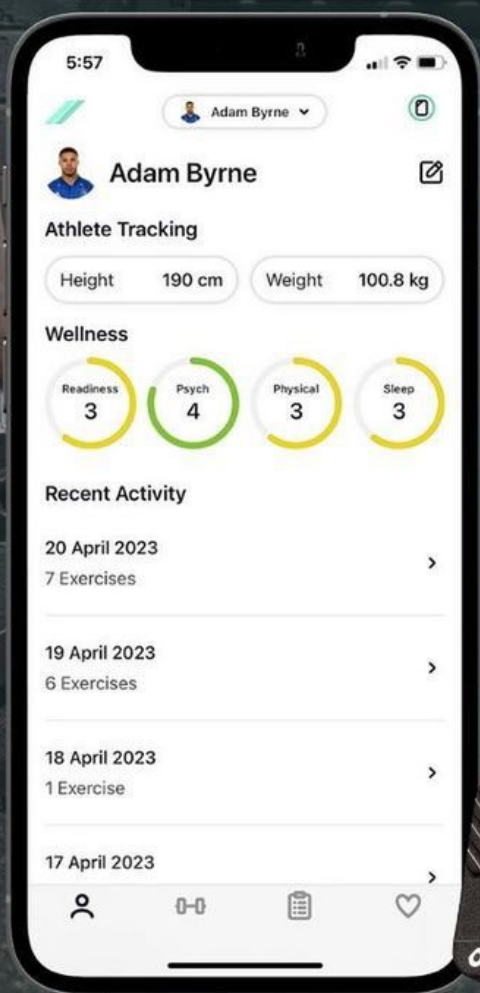 5:57
Adam Byrne
Adam Byrne
Athlete Tracking
Height 190 cm Weight 100.8 kg
Wellness
Readiness Psych Physical Sleep
3 4 3 3
Recent Activity
20 April 2023
7 Exercises
19 April 2023
6 Exercises
18 April 2023
1 Exercise
17 April 2023